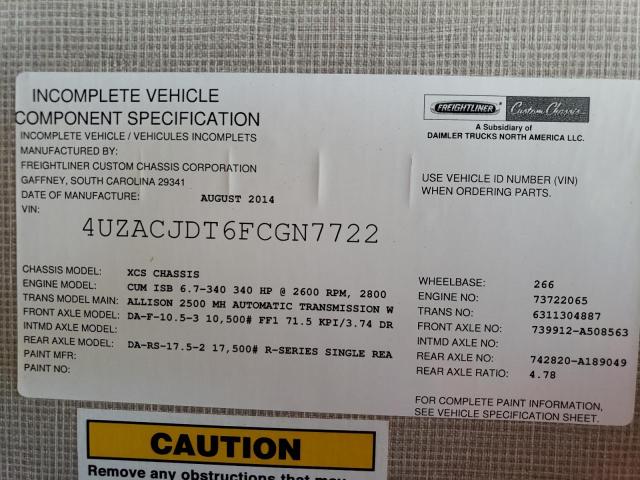 INCOMPLETE VEHICLE
COMPONENT SPECIFICATION
INCOMPLETE VEHICLE / VEHICULES INCOMPLETS
MANUFACTURED BY:
FREIGHTLINER CUSTOM CHASSIS CORPORATION
GAFFNEY, SOUTH CAROLINA 29341
DATE OF MANUFACTURE: AUGUST 2014
VIN:
4UZACJDT6FCGN7722
FREIGHTLINER Custom Chassis
A Subsidiary of
DAIMLER TRUCKS NORTH AMERICA LLC.
USE VEHICLE ID NUMBER (VIN)
WHEN ORDERING PARTS.
CHASSIS MODEL: XCS CHASSIS
ENGINE MODEL: CUM ISB 6.7-340 340 HP @ 2600 RPM, 2800
TRANS MODEL MAIN: ALLISON 2500 MH AUTOMATIC TRANSMISSION W
FRONT AXLE MODEL: DA-F-10.5-3 10,500# FF1 71.5 KPI/3.74 DR
INTMD AXLE MODEL:
REAR AXLE MODEL: DA-RS-17.5-2 17,500# R-SERIES SINGLE REA
PAINT MFR:
PAINT NO:
WHEELBASE: 266
ENGINE NO: 73722065
TRANS NO: 6311304887
FRONT AXLE NO: 739912-A508563
INTMD AXLE NO:
REAR AXLE NO: 742820-A189049
REAR AXLE RATIO: 4.78
FOR COMPLETE PAINT INFORMATION,
SEE VEHICLE SPECIFICATION SHEET.
CAUTION
Remove any obstructions that may